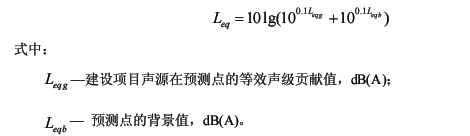 L_eq = 10lg(10^{0.1L_eqg} + 10^{0.1L_eqb})
式中：
L_eqg —建设项目声源在预测点的等效声级贡献值，dB(A)；
L_eqb — 预测点的背景值，dB(A)。